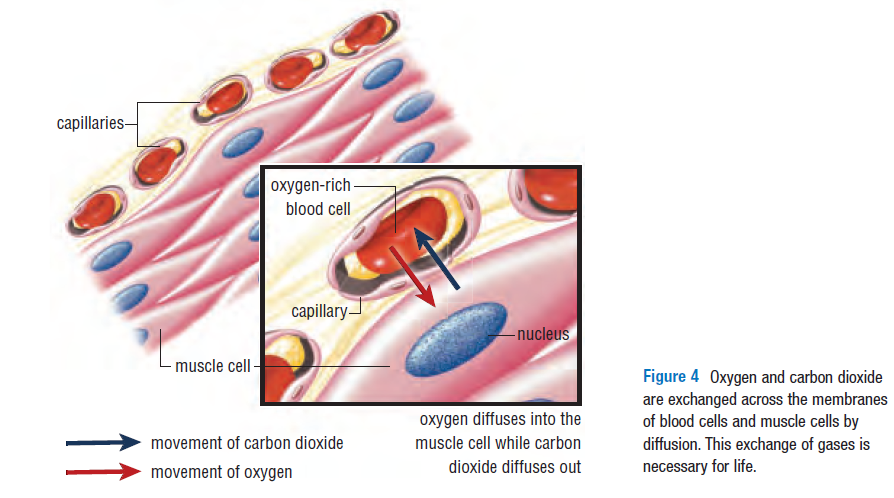 capillaries
oxygen-rich
blood cell
capillary
nucleus
muscle cell
oxygen diffuses into the
muscle cell while carbon
dioxide diffuses out
movement of carbon dioxide
movement of oxygen
Figure 4 Oxygen and carbon dioxide
are exchanged across the membranes
of blood cells and muscle cells by
diffusion. This exchange of gases is
necessary for life.